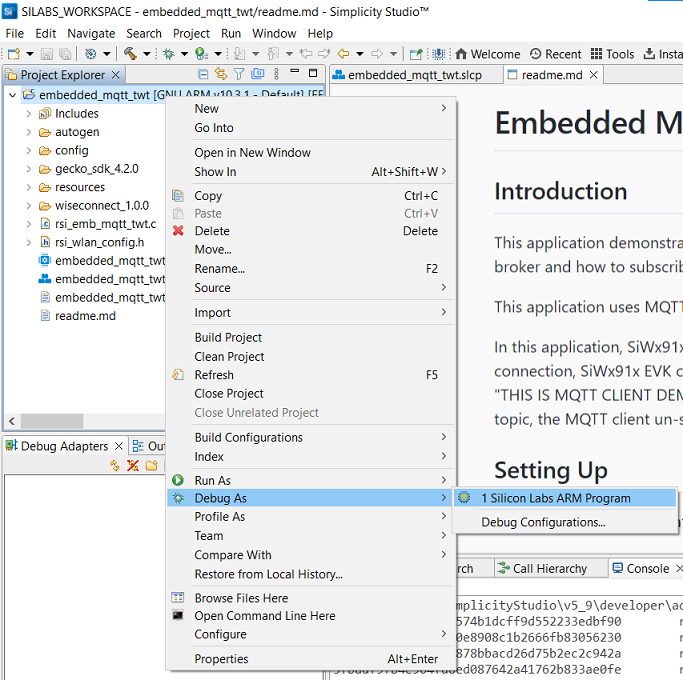 SILABS_WORKSPACE - embedded_mqtt_twt/readme.md - Simplicity Studio™
File Edit Navigate Search Project Run Window Help
Welcome Recent Tools Insta
Project Explorer
embedded_mqtt_twt.slcp
readme.md
embedded_mqtt_twt [GNU ARM v10.3.1 - Default] [EF
Includes
autogen
config
gecko_sdk_4.2.0
resources
wiseconnect_1.0.0
rsi_emb_mqtt_twt.c
rsi_wlan_config.h
embedded_mqtt_twt
embedded_mqtt_twt
embedded_mqtt_twt
readme.md
Debug Adapters
Out
New
Go Into
Open in New Window
Show In Alt+Shift+W
Copy Ctrl+C
Paste Ctrl+V
Delete Delete
Move...
Rename... F2
Source
Import
Build Project
Clean Project
Refresh F5
Close Project
Close Unrelated Project
Build Configurations
Index
Run As
Debug As
Profile As
Team
Compare With
Restore from Local History...
Browse Files Here
Open Command Line Here
Configure
Properties Alt+Enter
1 Silicon Labs ARM Program
Debug Configurations...
Embedded M
Introduction
This application demonstra
broker and how to subscrib
This application uses MQTT
In this application, SiWx91x
connection, SiWx91x EVK c
"THIS IS MQTT CLIENT DEM
topic, the MQTT client un-s
Setting Up
rch
Call Hierarchy
Console
mplicityStudio\v5_9\developer\ad
574b1dcff9d552233edbf90
0e8908c1b2666fb83056230
878bbacd26d75b2ec2c942a